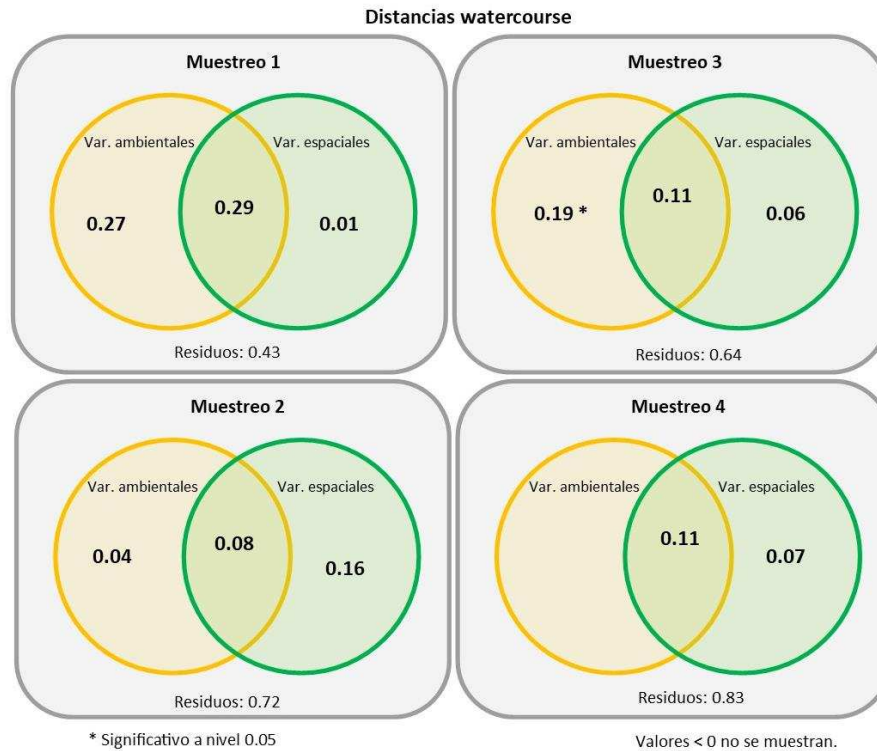 Distancias watercourse
Muestreo 1
Var. ambientales
Var. espaciales
0.27
0.29
0.01
Residuos: 0.43
Muestreo 3
Var. ambientales
Var. espaciales
0.19 *
0.11
0.06
Residuos: 0.64
Muestreo 2
Var. ambientales
Var. espaciales
0.04
0.08
0.16
Residuos: 0.72
Muestreo 4
Var. ambientales
Var. espaciales
0.11
0.07
Residuos: 0.83
* Significativo a nivel 0.05
Valores < 0 no se muestran.